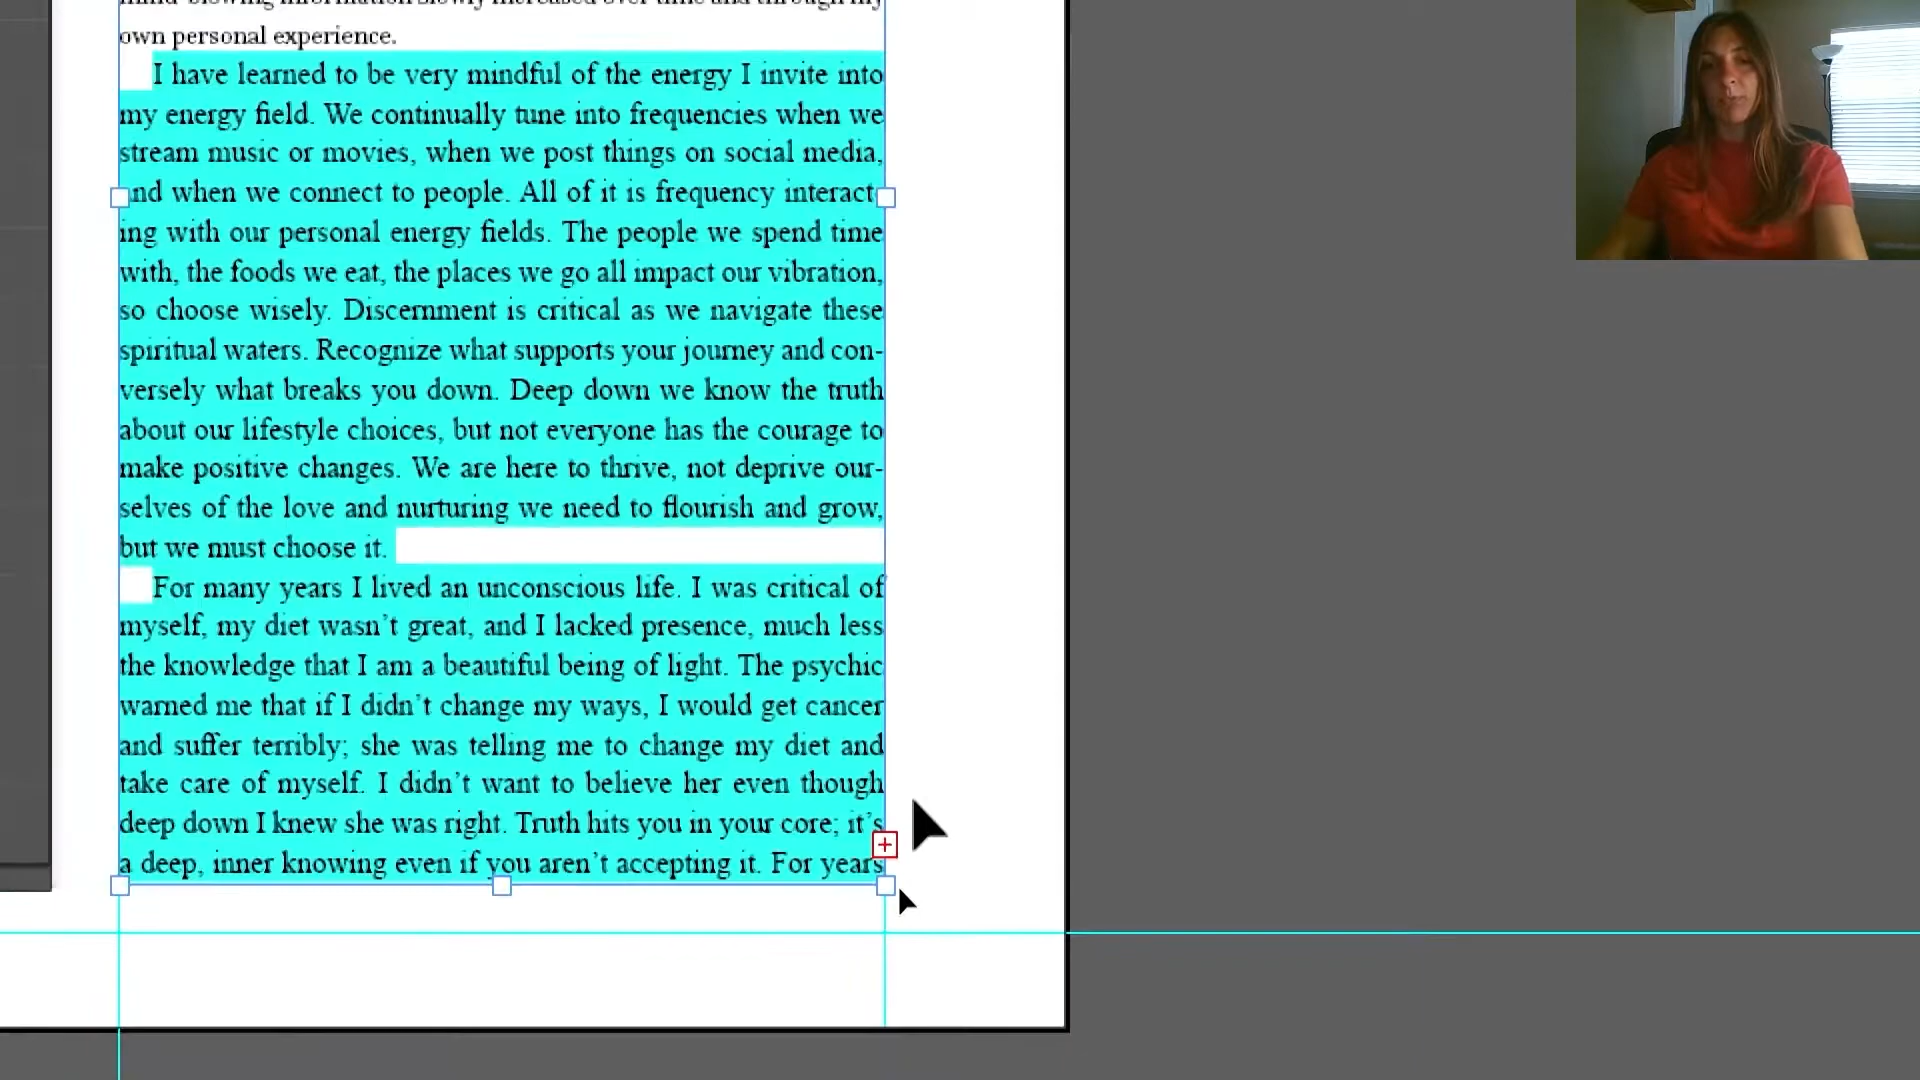 mind-blowing information slowly increased over time and through my
own personal experience.
I have learned to be very mindful of the energy I invite into
my energy field. We continually tune into frequencies when we
stream music or movies, when we post things on social media,
and when we connect to people. All of it is frequency interact-
ing with our personal energy fields. The people we spend time
with, the foods we eat, the places we go all impact our vibration,
so choose wisely. Discernment is critical as we navigate these
spiritual waters. Recognize what supports your journey and con-
versely what breaks you down. Deep down we know the truth
about our lifestyle choices, but not everyone has the courage to
make positive changes. We are here to thrive, not deprive our-
selves of the love and nurturing we need to flourish and grow,
but we must choose it.
For many years I lived an unconscious life. I was critical of
myself, my diet wasn't great, and I lacked presence, much less
the knowledge that I am a beautiful being of light. The psychic
warned me that if I didn't change my ways, I would get cancer
and suffer terribly; she was telling me to change my diet and
take care of myself. I didn't want to believe her even though
deep down I knew she was right. Truth hits you in your core; it's
a deep, inner knowing even if you aren't accepting it. For years